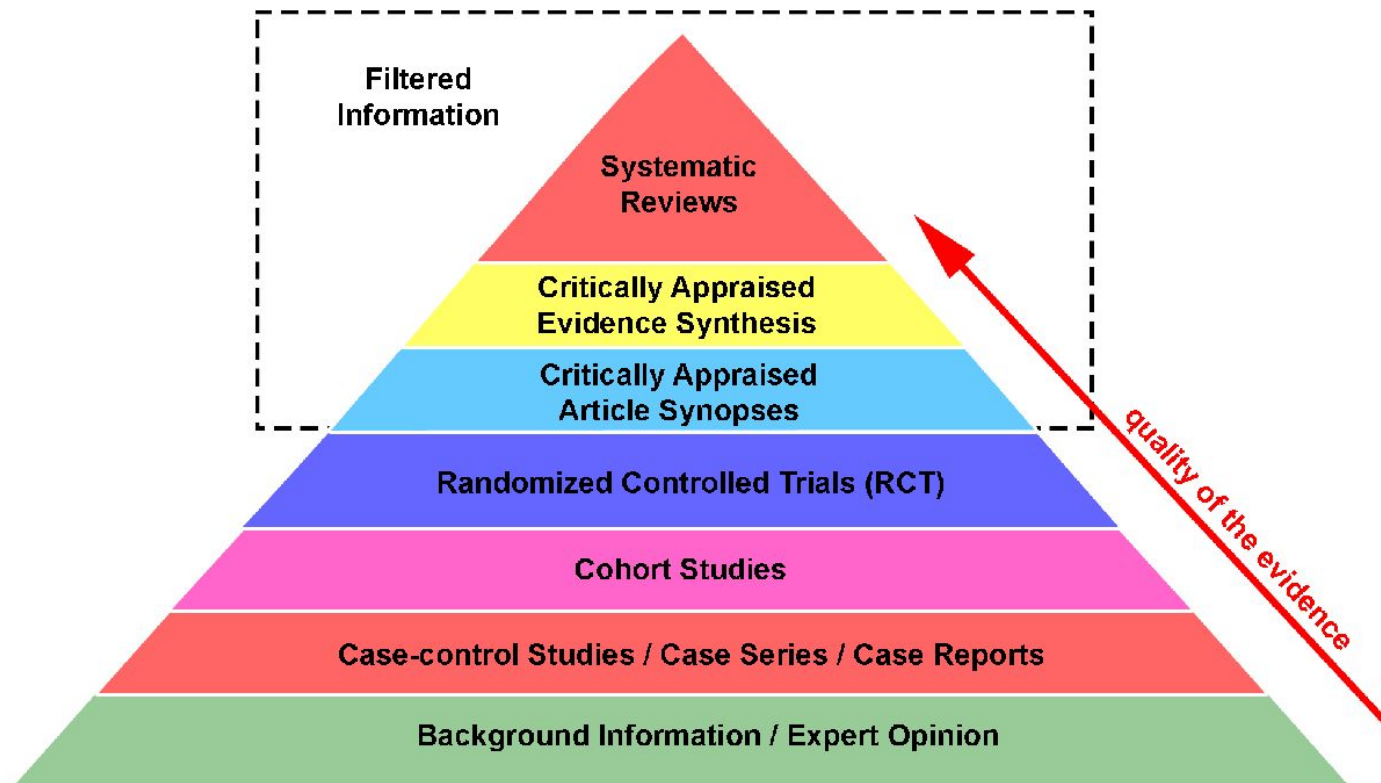 Filtered
Information
Systematic
Reviews
Critically Appraised
Evidence Synthesis
Critically Appraised
Article Synopses
Randomized Controlled Trials (RCT)
Cohort Studies
Case-control Studies / Case Series / Case Reports
Background Information / Expert Opinion
quality of the evidence